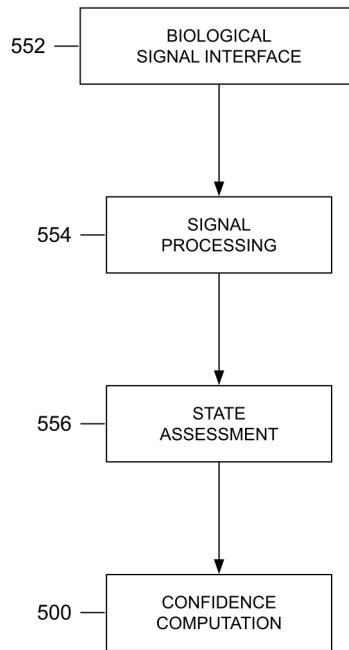 552
BIOLOGICAL
SIGNAL INTERFACE
554
SIGNAL
PROCESSING
556
STATE
ASSESSMENT
500
CONFIDENCE
COMPUTATION